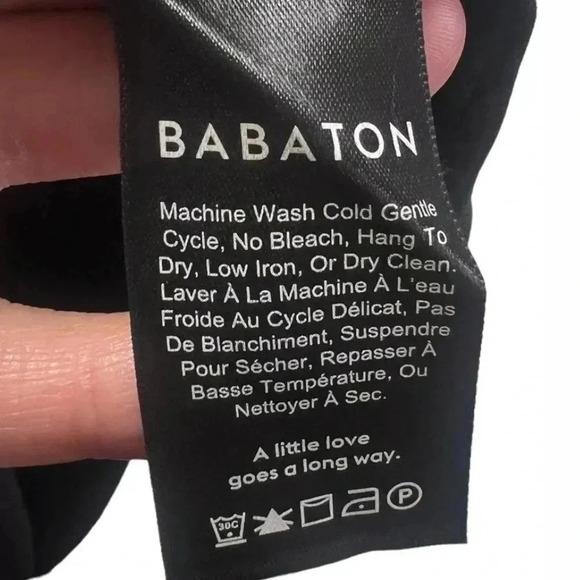 BABATON
Machine Wash Cold Gentle
Cycle, No Bleach, Hang To
Dry, Low Iron, Or Dry Clean.
Laver À La Machine À L'eau
Froide Au Cycle Délicat, Pas
De Blanchiment, Suspendre
Pour Sécher, Repasser À
Basse Température, Ou
Nettoyer À Sec.
A little love
goes a long way.
30C P